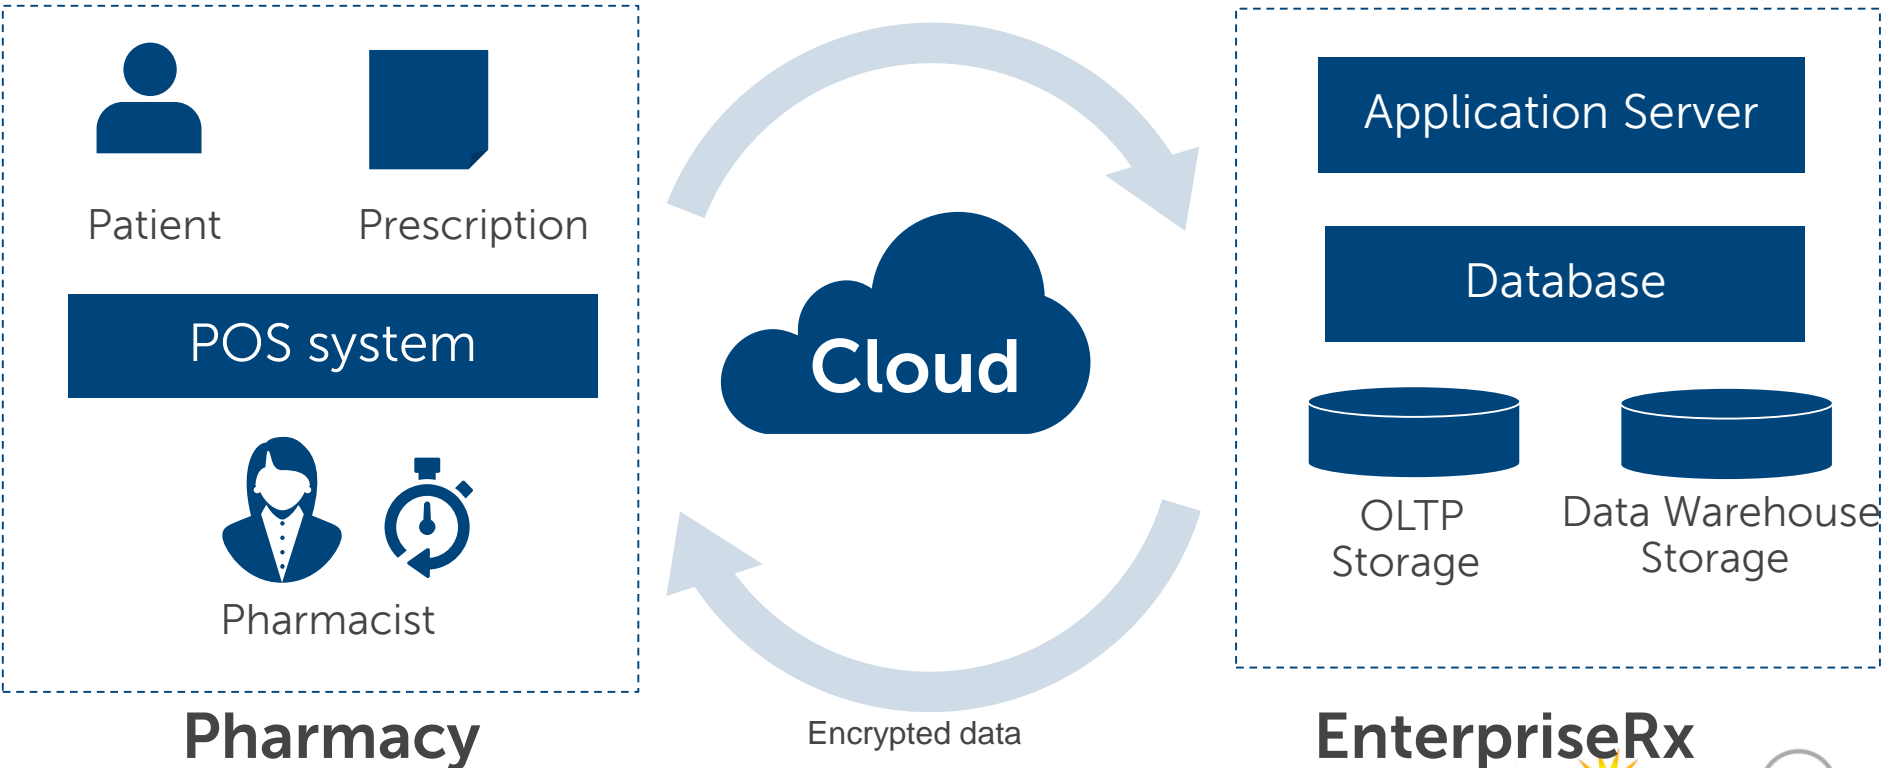 Patient
Prescription
POS system
Pharmacist
Pharmacy
Cloud
Encrypted data
Application Server
Database
OLTP
Storage
Data Warehouse
Storage
EnterpriseRx